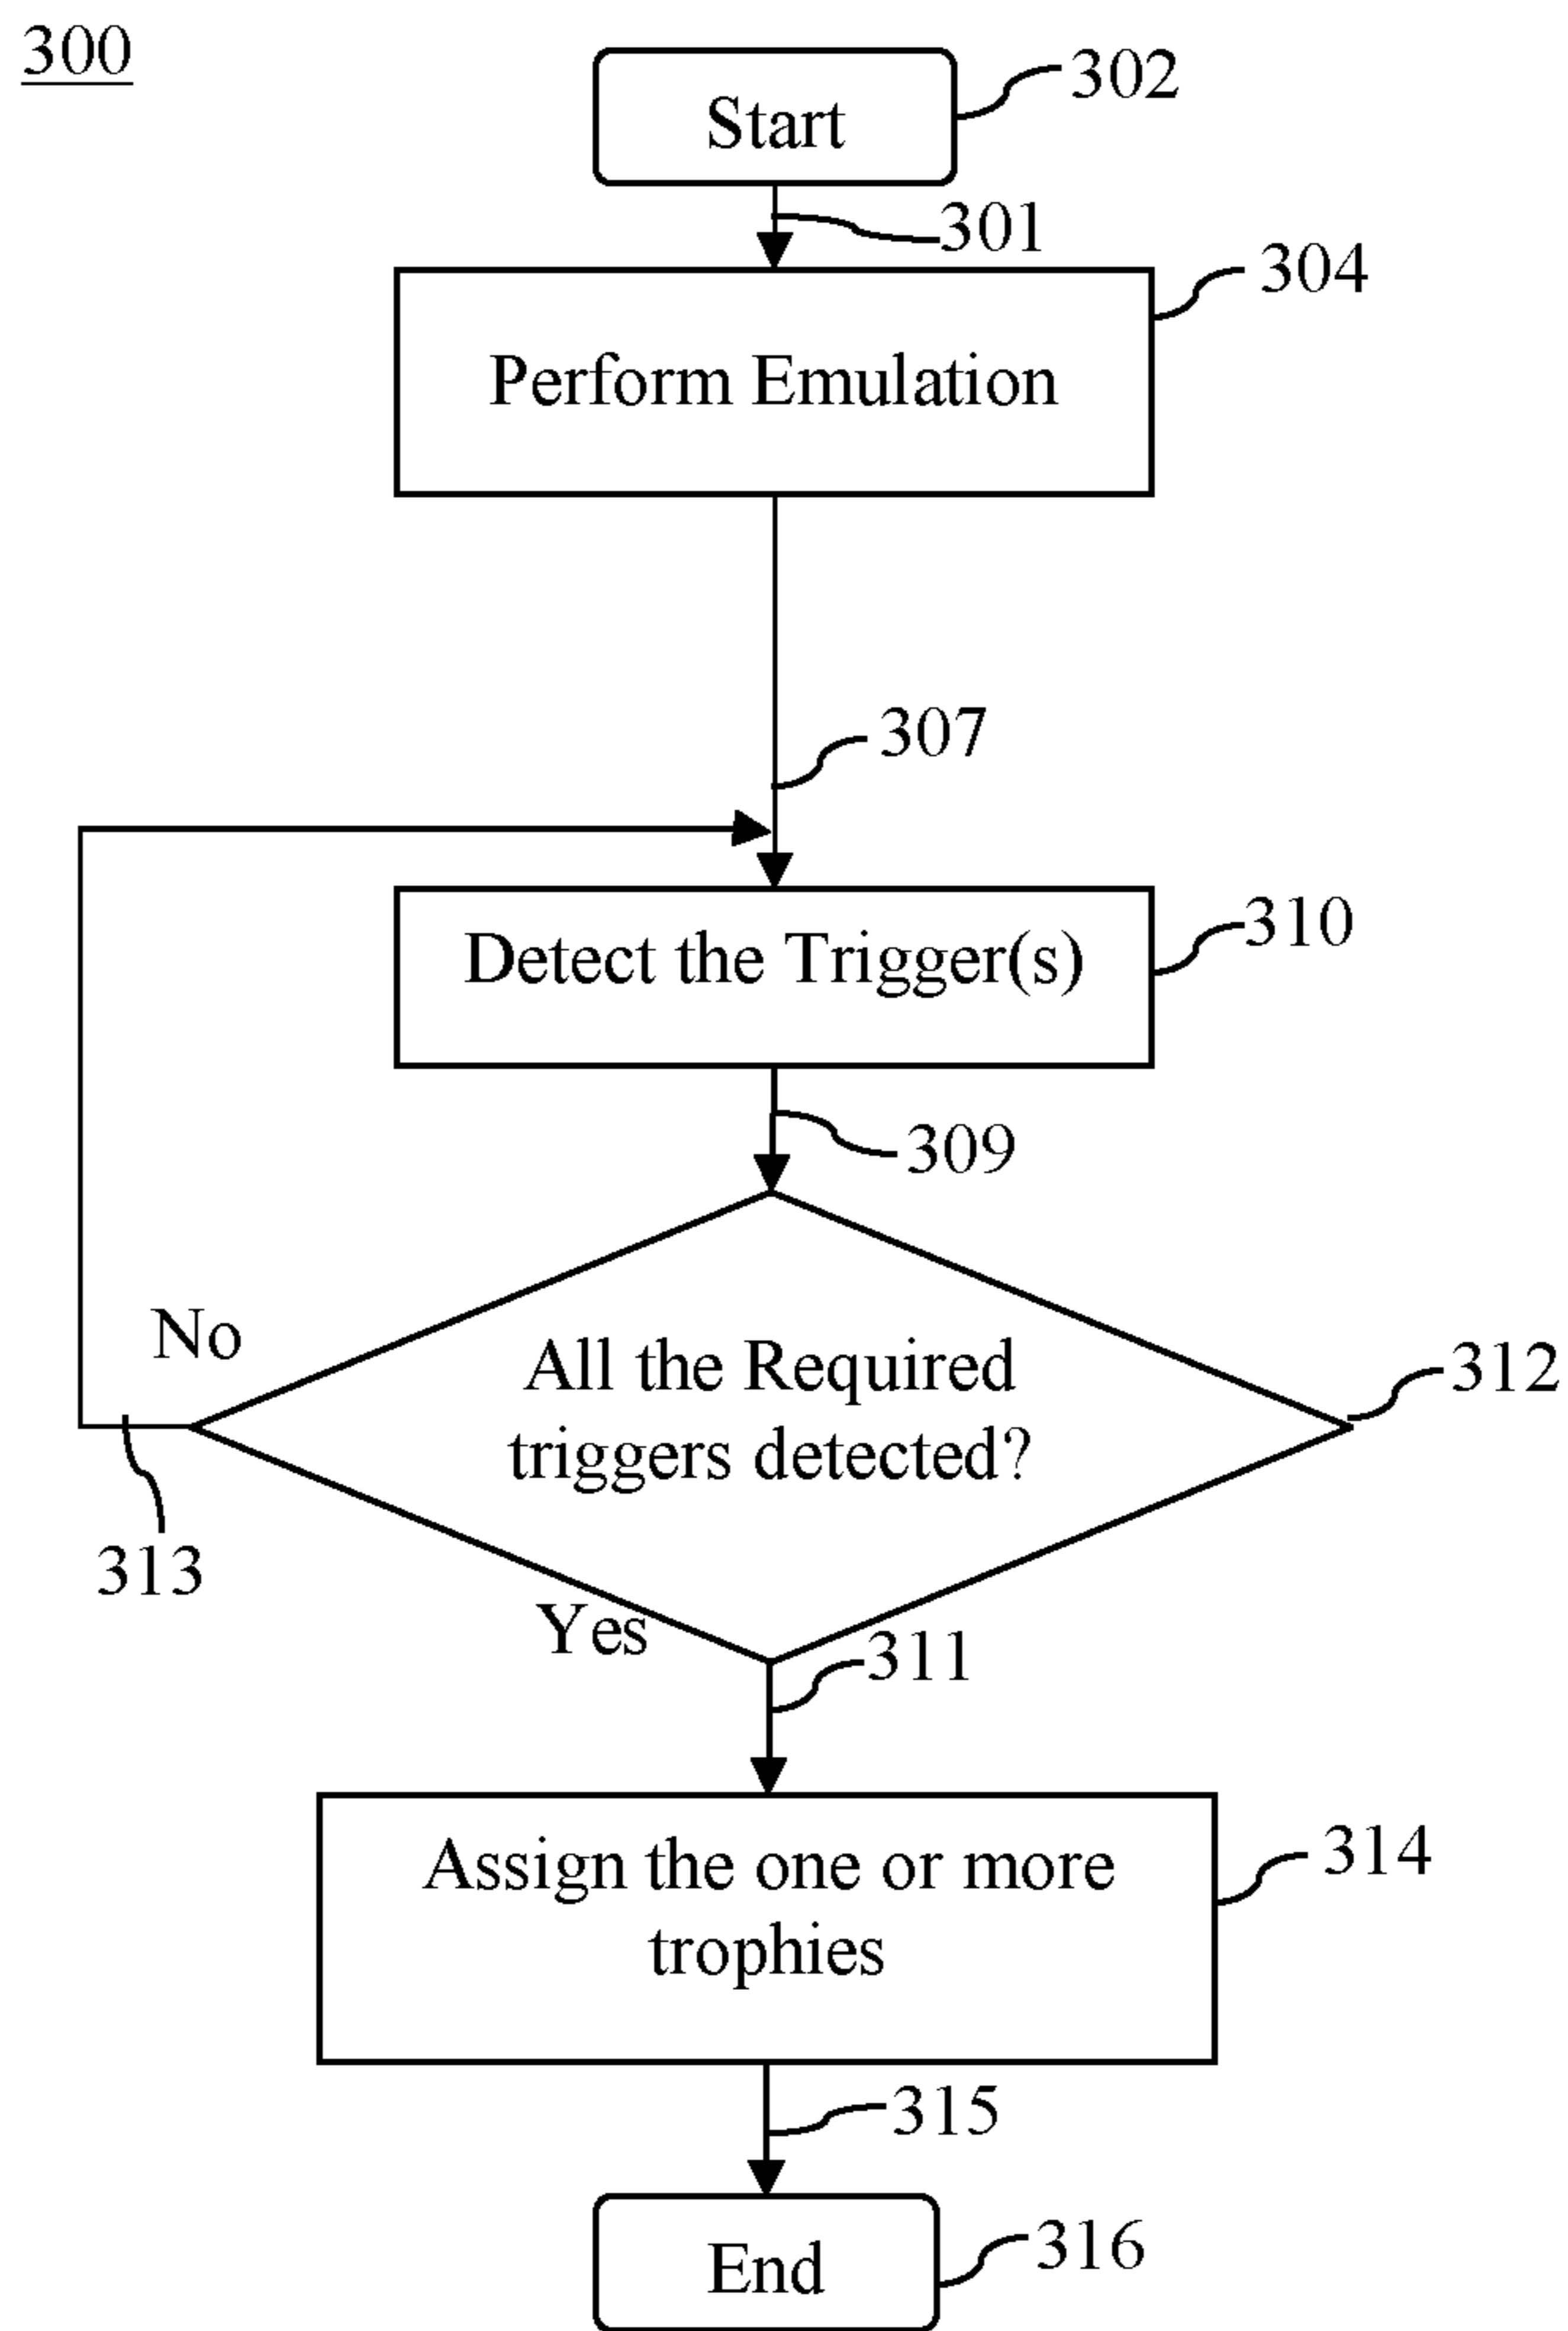 300
Start
302
301
304
Perform Emulation
307
Detect the Trigger(s)
310
309
No
All the Required
triggers detected?
312
313
Yes
311
Assign the one or more
trophies
314
315
End
316